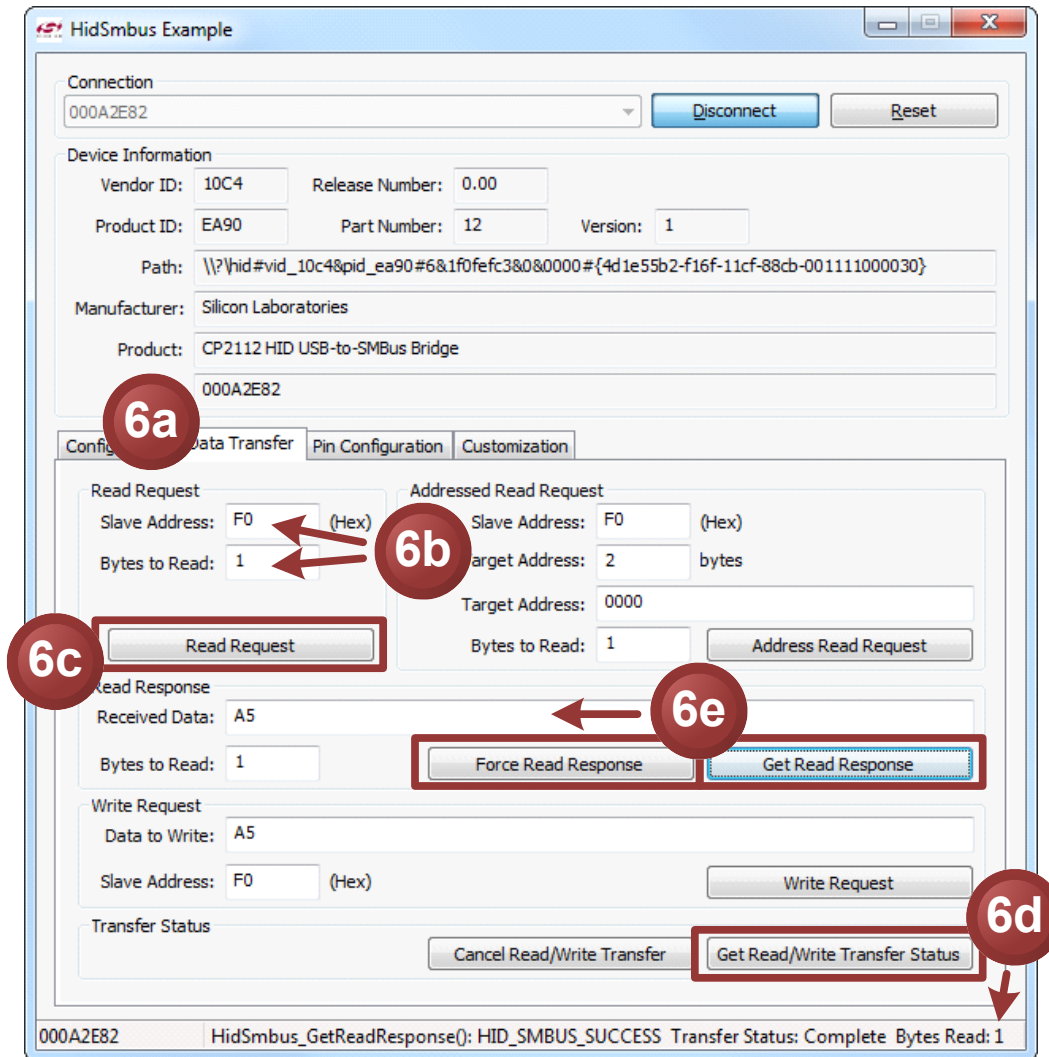 HidSmbus Example
Connection
000A2E82 Disconnect Reset
Device Information
Vendor ID: 10C4 Release Number: 0.00
Product ID: EA90 Part Number: 12 Version: 1
Path: \\?\hid#vid_10c4&pid_ea90#6&1f0fefc3&0&0000#{4d1e55b2-f16f-11cf-88cb-001111000030}
Manufacturer: Silicon Laboratories
Product: CP2112 HID USB-to-SMBus Bridge
000A2E82
6a
Data Transfer Pin Configuration Customization
Read Request Addressed Read Request
Slave Address: F0 (Hex) Slave Address: F0 (Hex)
6b
Bytes to Read: 1 Target Address: 2 bytes
Target Address: 0000
6c Read Request Bytes to Read: 1 Address Read Request
Read Response
Received Data: A5 6e
Bytes to Read: 1 Force Read Response Get Read Response
Write Request
Data to Write: A5
Slave Address: F0 (Hex) Write Request
6d
Transfer Status
Cancel Read/Write Transfer Get Read/Write Transfer Status
000A2E82 HidSmbus_GetReadResponse(): HID_SMBUS_SUCCESS Transfer Status: Complete Bytes Read: 1